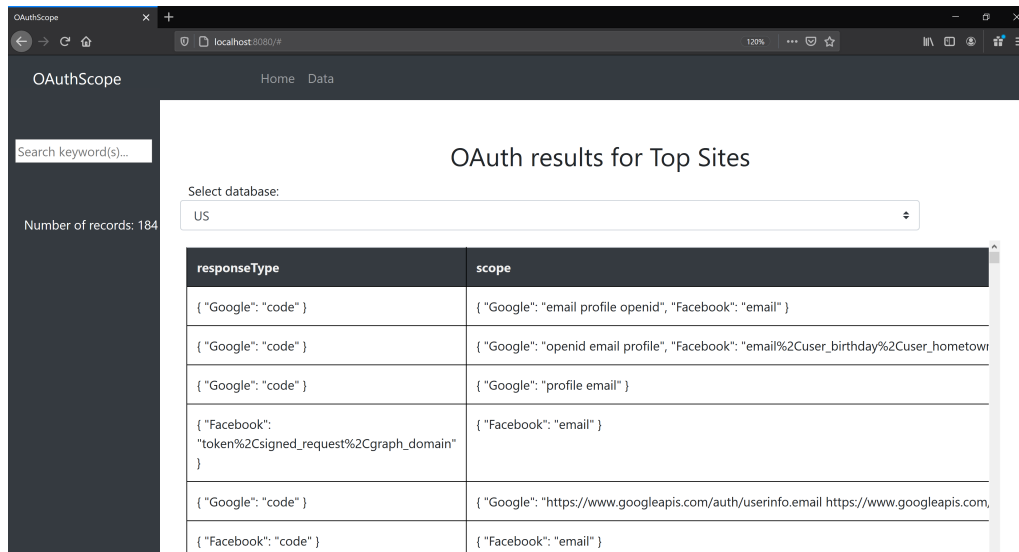 OAuthScope
localhost:8080/#
120%
OAuthScope
Home Data
Search keyword(s)...
OAuth results for Top Sites
Select database:
US
Number of records: 184
responseType scope
{ "Google": "code" } { "Google": "email profile openid", "Facebook": "email" }
{ "Google": "code" } { "Google": "openid email profile", "Facebook": "email%2Cuser_birthday%2Cuser_hometown
{ "Google": "code" } { "Google": "profile email" }
{ "Facebook": { "Facebook": "email" }
"token%2Csigned_request%2Cgraph_domain"
}
{ "Google": "code" } { "Google": "https://www.googleapis.com/auth/userinfo.email https://www.googleapis.com/
{ "Facebook": "code" } { "Facebook": "email" }